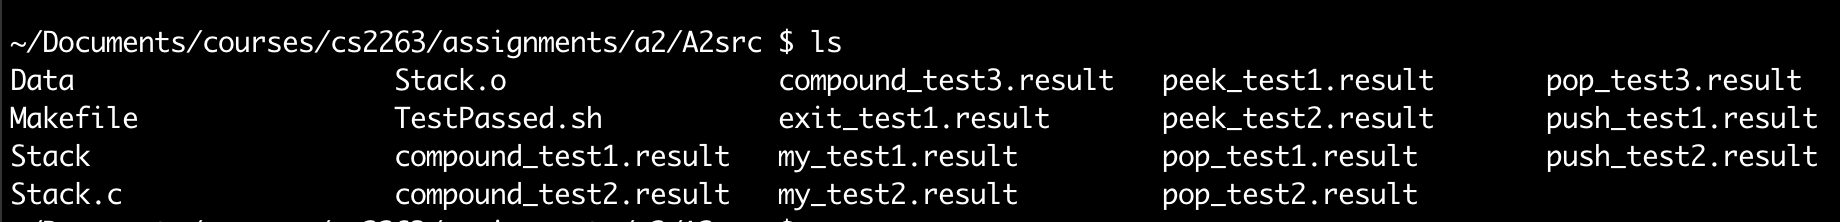 ~/Documents/courses/cs2263/assignments/a2/A2src $ ls
Data Stack.o compound_test3.result peek_test1.result pop_test3.result
Makefile TestPassed.sh exit_test1.result peek_test2.result push_test1.result
Stack compound_test1.result my_test1.result pop_test1.result push_test2.result
Stack.c compound_test2.result my_test2.result pop_test2.result